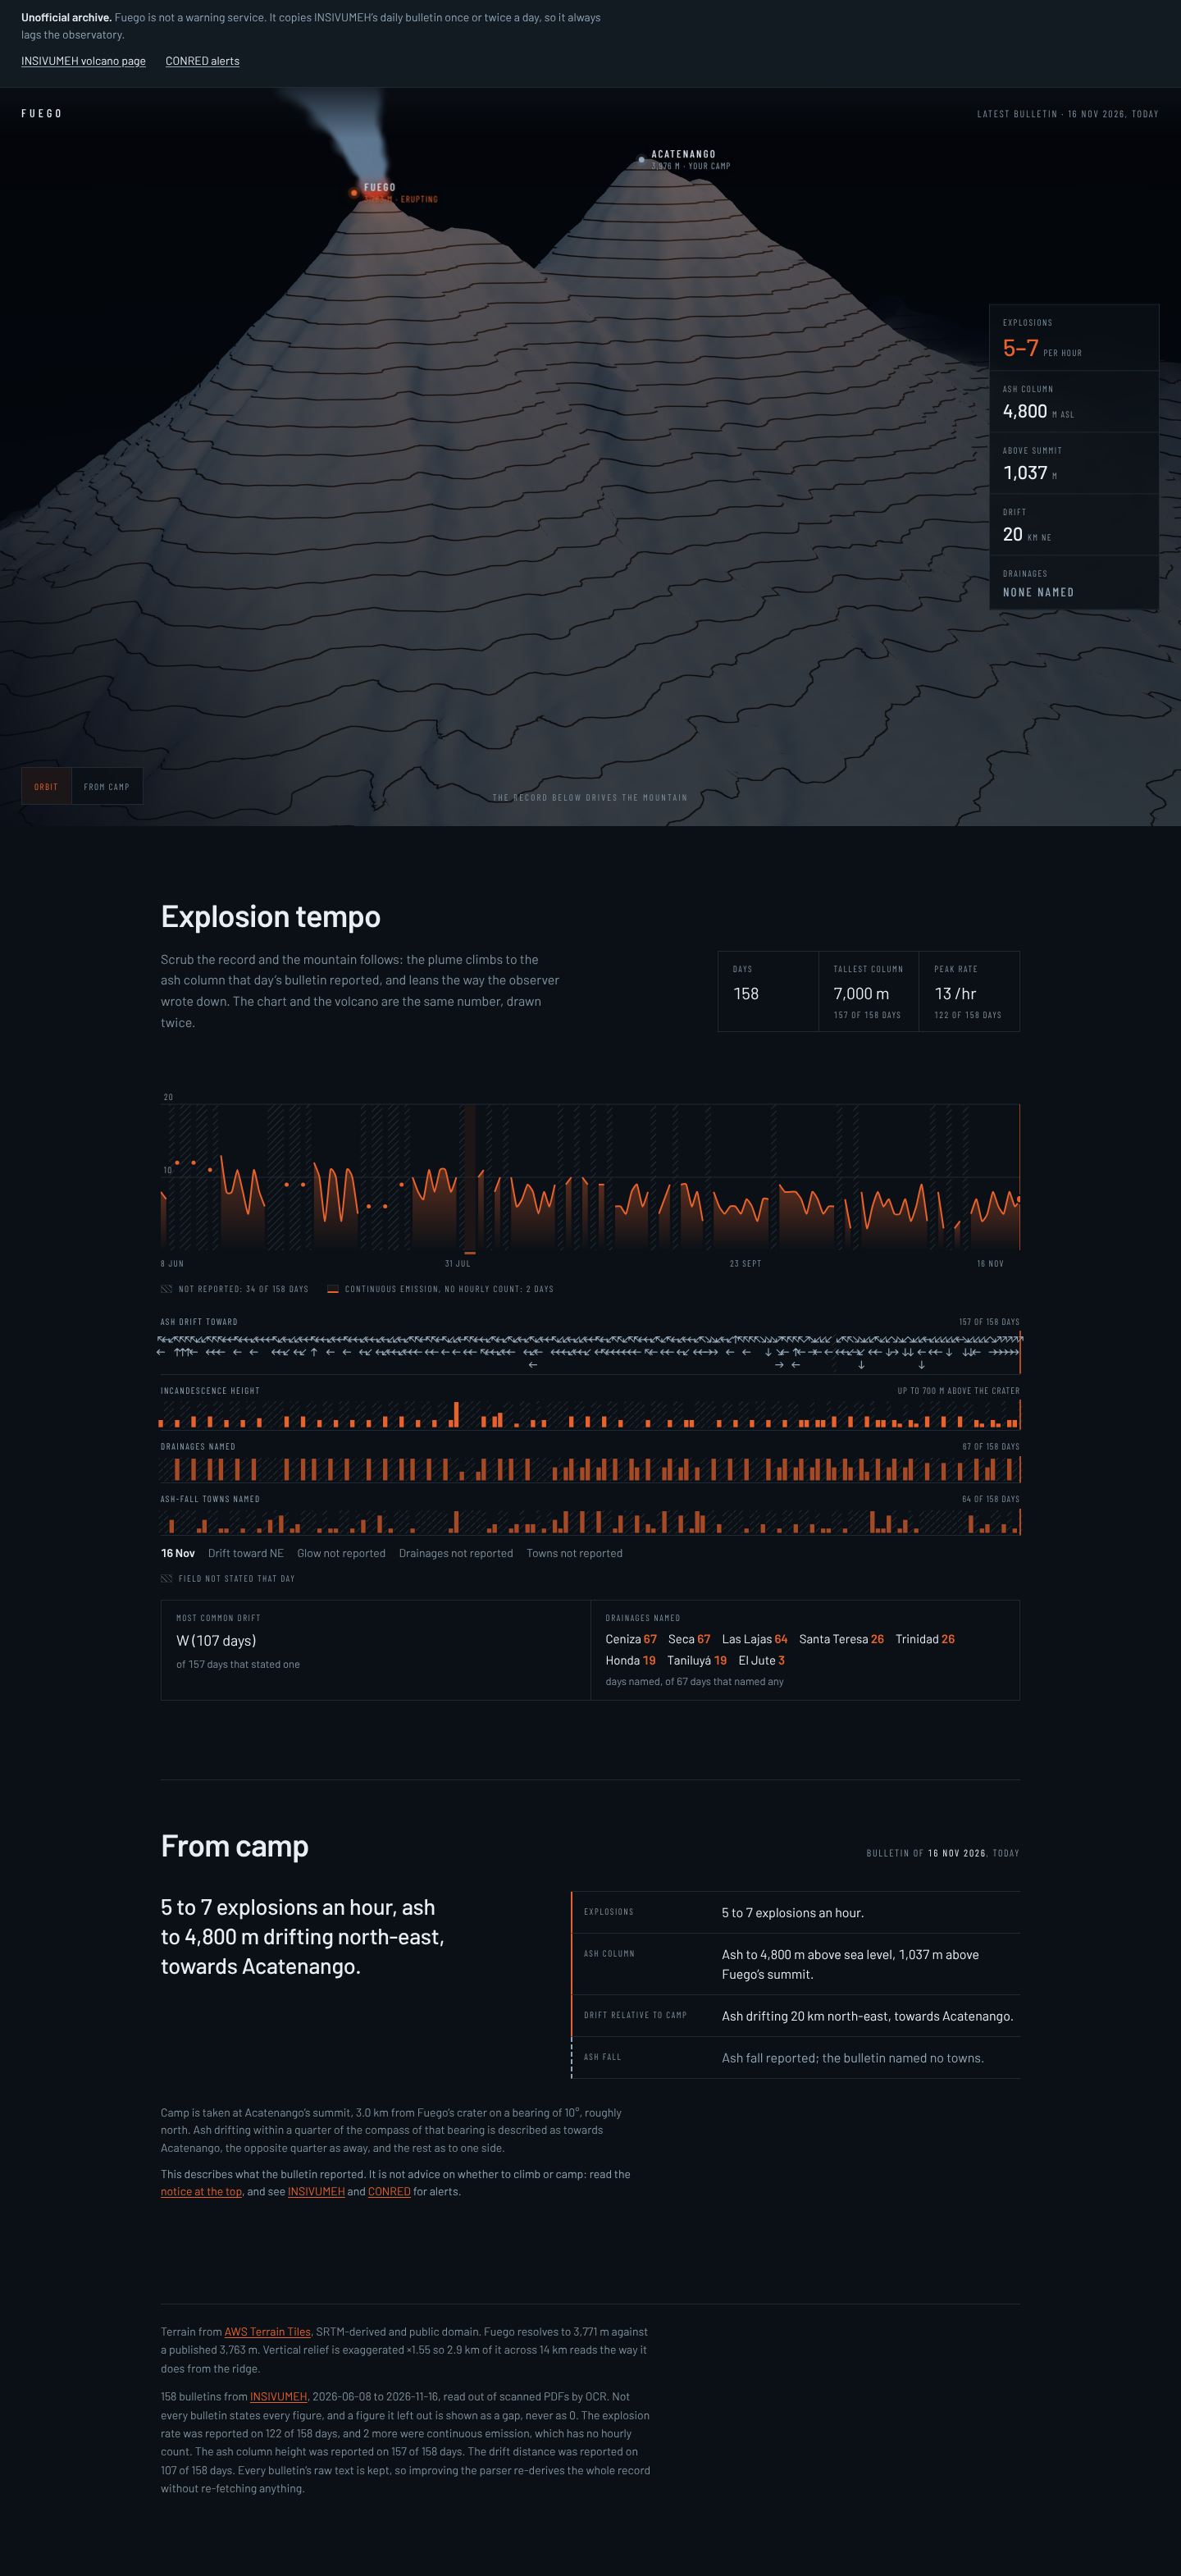 Unofficial archive. Fuego is not a warning service. It copies INSIVUMEH's daily bulletin once or twice a day, so it always
lags the observatory.
INSIVUMEH volcano page CONRED alerts
FUEGO
LATEST BULLETIN · 16 NOV 2026, TODAY
ACATENANGO
3,976 M · YOUR CAMP
FUEGO
M · ERUPTING
EXPLOSIONS
5–7 PER HOUR
ASH COLUMN
4,800 M ASL
ABOVE SUMMIT
1,037 M
DRIFT
20 KM NE
DRAINAGES
NONE NAMED
ORBIT FROM CAMP
THE RECORD BELOW DRIVES THE MOUNTAIN
Explosion tempo
Scrub the record and the mountain follows: the plume climbs to the
ash column that day's bulletin reported, and leans the way the observer
wrote down. The chart and the volcano are the same number, drawn
twice.
DAYS
158
TALLEST COLUMN
7,000 m
157 OF 158 DAYS
PEAK RATE
13 /hr
122 OF 158 DAYS
20
10
8 JUN 31 JUL 23 SEPT 16 NOV
NOT REPORTED: 34 OF 158 DAYS CONTINUOUS EMISSION, NO HOURLY COUNT: 2 DAYS
ASH DRIFT TOWARD 157 OF 158 DAYS
INCANDESCENCE HEIGHT UP TO 700 M ABOVE THE CRATER
DRAINAGES NAMED 67 OF 158 DAYS
ASH-FALL TOWNS NAMED 64 OF 158 DAYS
16 Nov Drift toward NE Glow not reported Drainages not reported Towns not reported
FIELD NOT STATED THAT DAY
MOST COMMON DRIFT
W (107 days)
of 157 days that stated one
DRAINAGES NAMED
Ceniza 67 Seca 67 Las Lajas 64 Santa Teresa 26 Trinidad 26
Honda 19 Taniluyá 19 El Jute 3
days named, of 67 days that named any
From camp
BULLETIN OF 16 NOV 2026, TODAY
5 to 7 explosions an hour, ash
to 4,800 m drifting north-east,
towards Acatenango.
EXPLOSIONS 5 to 7 explosions an hour.
ASH COLUMN Ash to 4,800 m above sea level, 1,037 m above
Fuego's summit.
DRIFT RELATIVE TO CAMP Ash drifting 20 km north-east, towards Acatenango.
ASH FALL Ash fall reported; the bulletin named no towns.
Camp is taken at Acatenango's summit, 3.0 km from Fuego's crater on a bearing of 10°, roughly
north. Ash drifting within a quarter of the compass of that bearing is described as towards
Acatenango, the opposite quarter as away, and the rest as to one side.
This describes what the bulletin reported. It is not advice on whether to climb or camp: read the
notice at the top, and see INSIVUMEH and CONRED for alerts.
Terrain from AWS Terrain Tiles, SRTM-derived and public domain. Fuego resolves to 3,771 m against
a published 3,763 m. Vertical relief is exaggerated ×1.55 so 2.9 km of it across 14 km reads the way it
does from the ridge.
158 bulletins from INSIVUMEH, 2026-06-08 to 2026-11-16, read out of scanned PDFs by OCR. Not
every bulletin states every figure, and a figure it left out is shown as a gap, never as 0. The explosion
rate was reported on 122 of 158 days, and 2 more were continuous emission, which has no hourly
count. The ash column height was reported on 157 of 158 days. The drift distance was reported on
107 of 158 days. Every bulletin's raw text is kept, so improving the parser re-derives the whole record
without re-fetching anything.